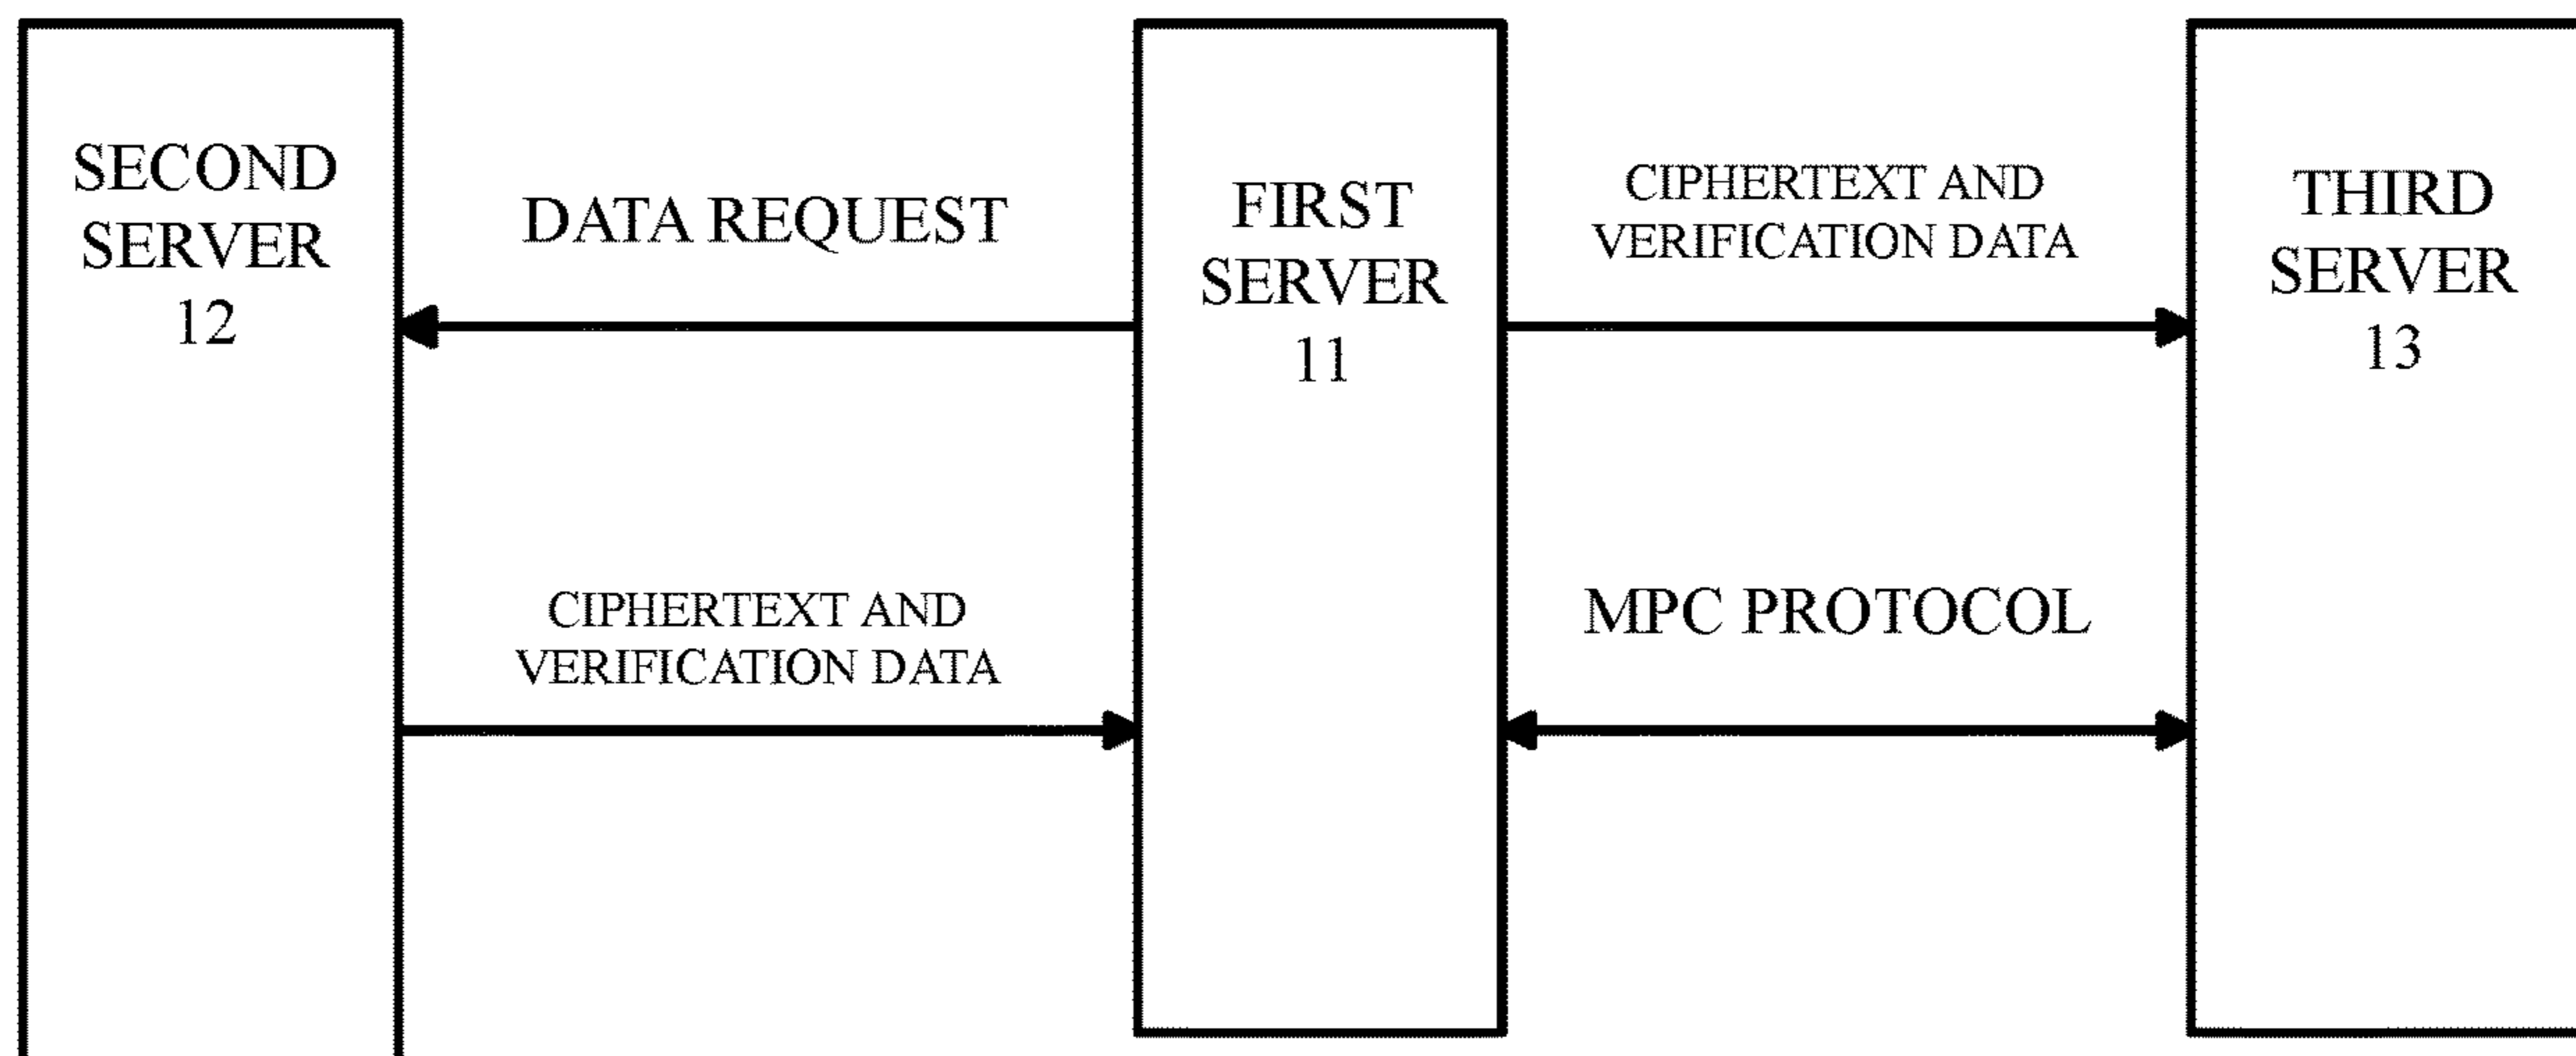 SECOND
SERVER
12
DATA REQUEST
CIPHERTEXT AND
VERIFICATION DATA
FIRST
SERVER
11
CIPHERTEXT AND
VERIFICATION DATA
MPC PROTOCOL
THIRD
SERVER
13